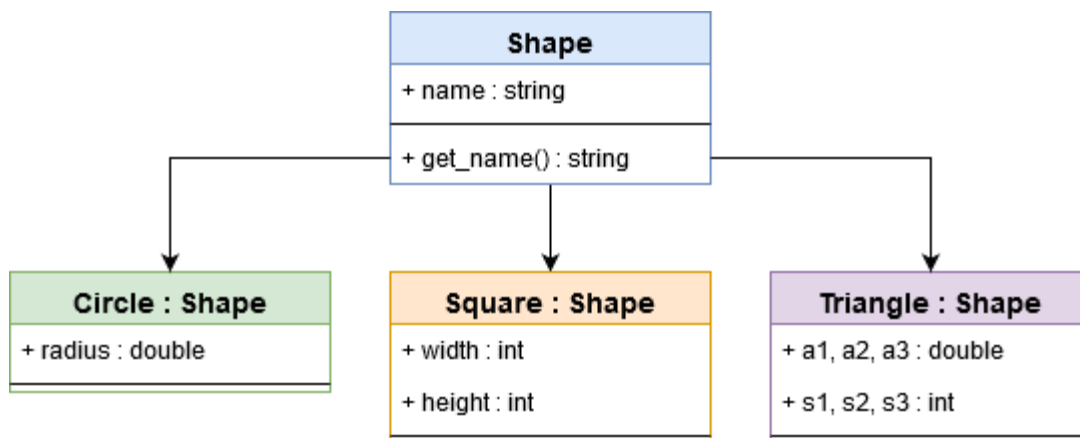 Shape
+ name : string
+ get_name() : string
Circle : Shape
+ radius : double
Square : Shape
+ width : int
+ height : int
Triangle : Shape
+ a1, a2, a3 : double
+ s1, s2, s3 : int